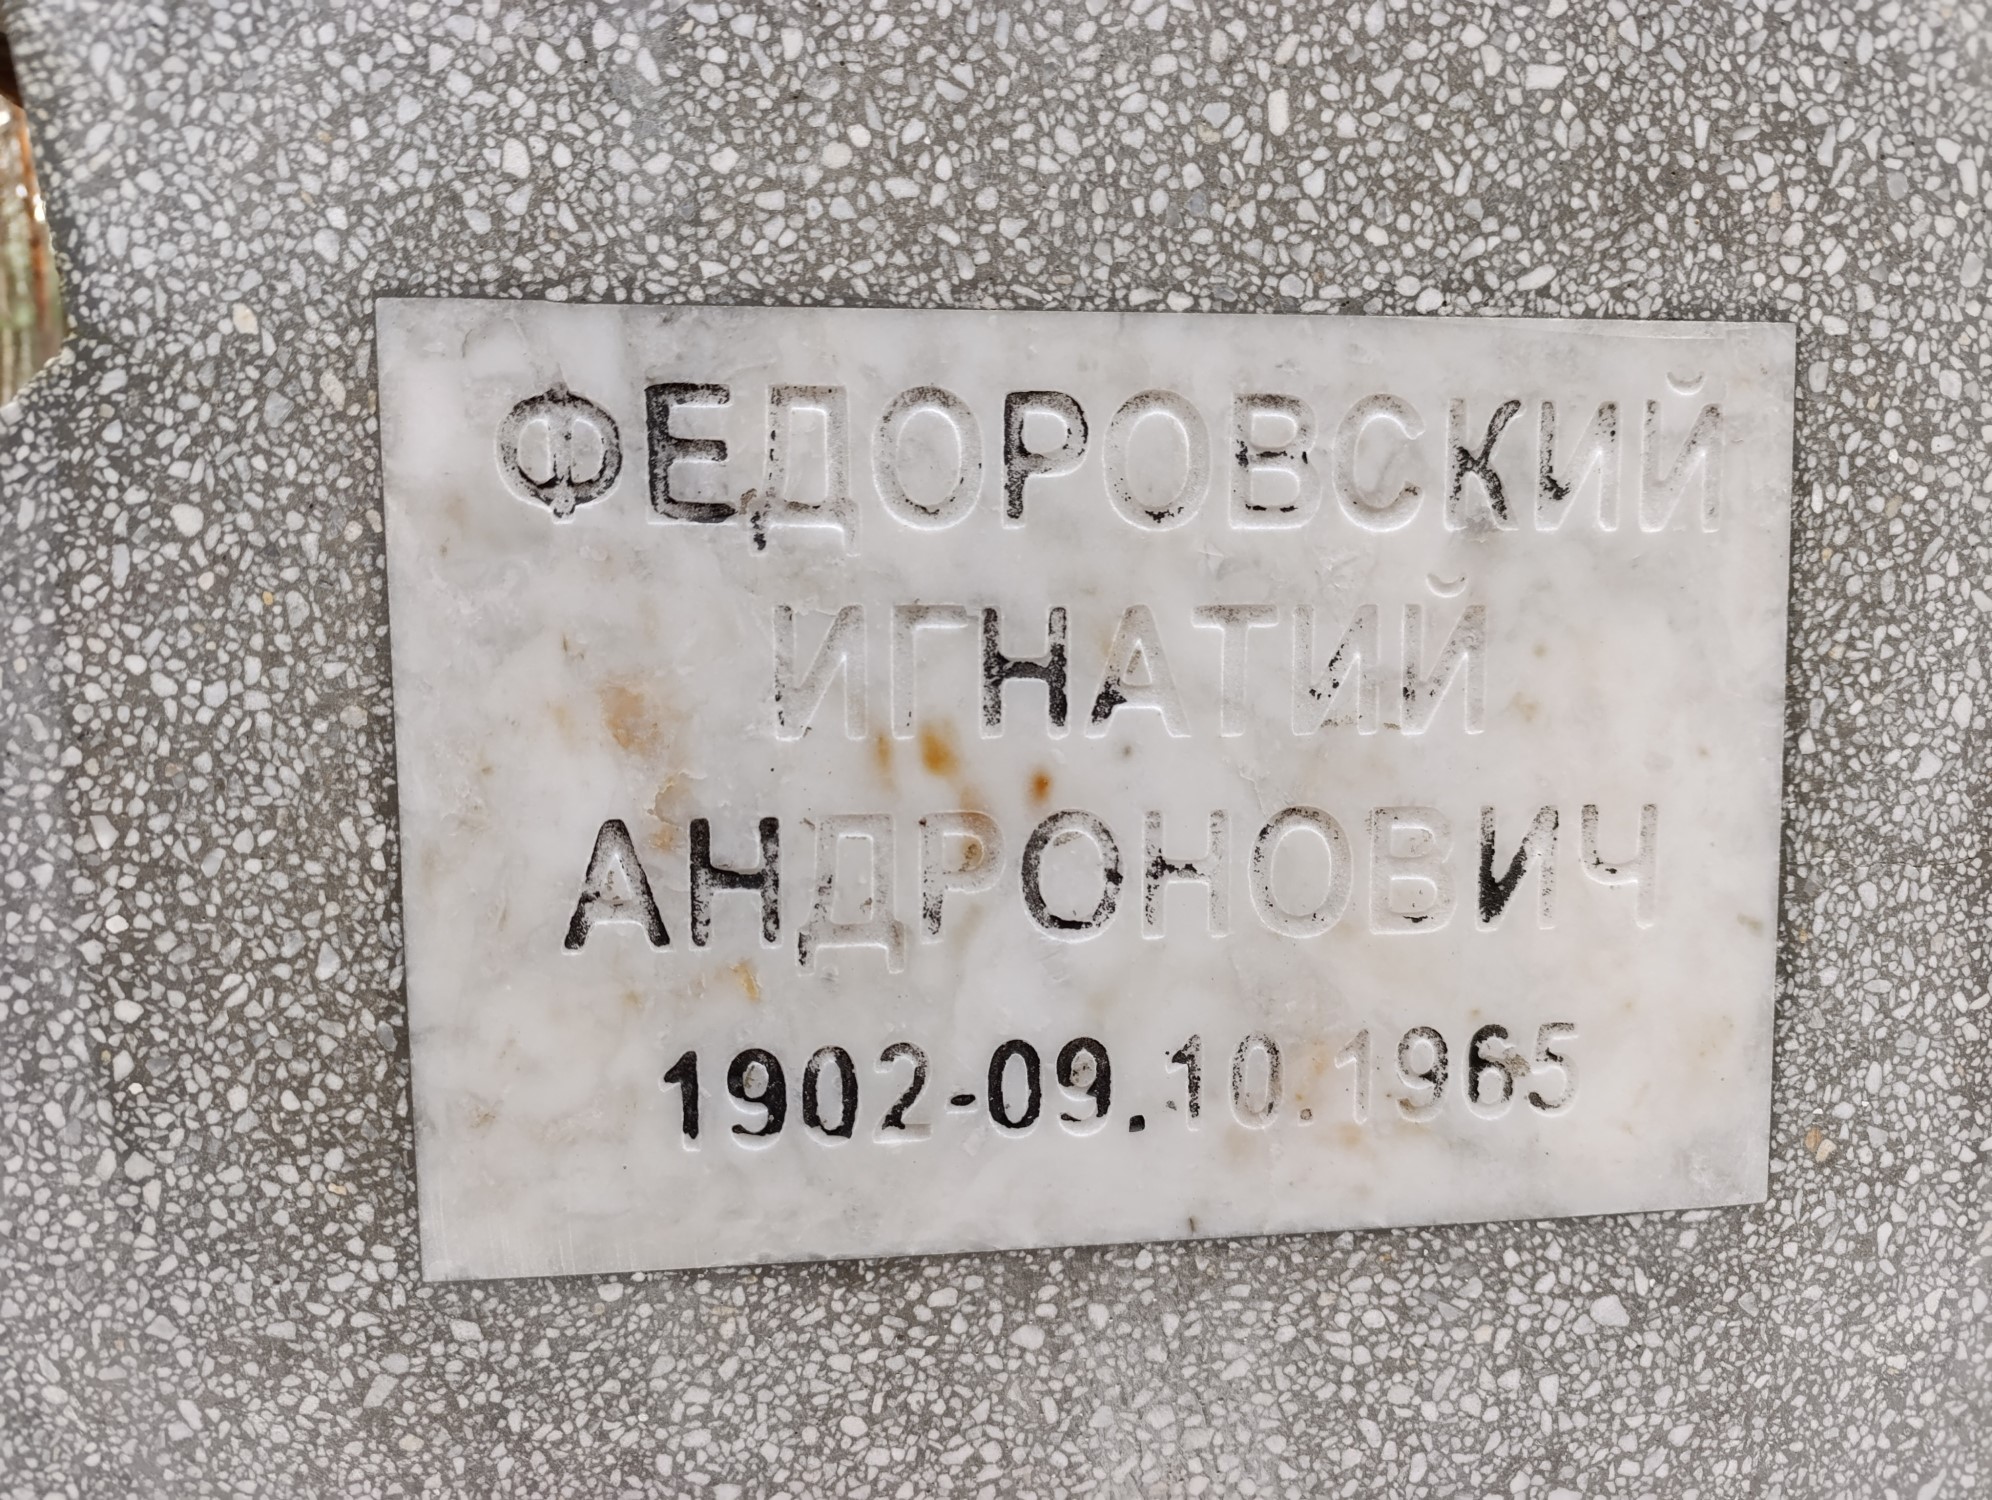 ФЕДОРОВСКИЙ
ИГНАТИЙ
АНДРОНОВИЧ
1902-09.10.1965